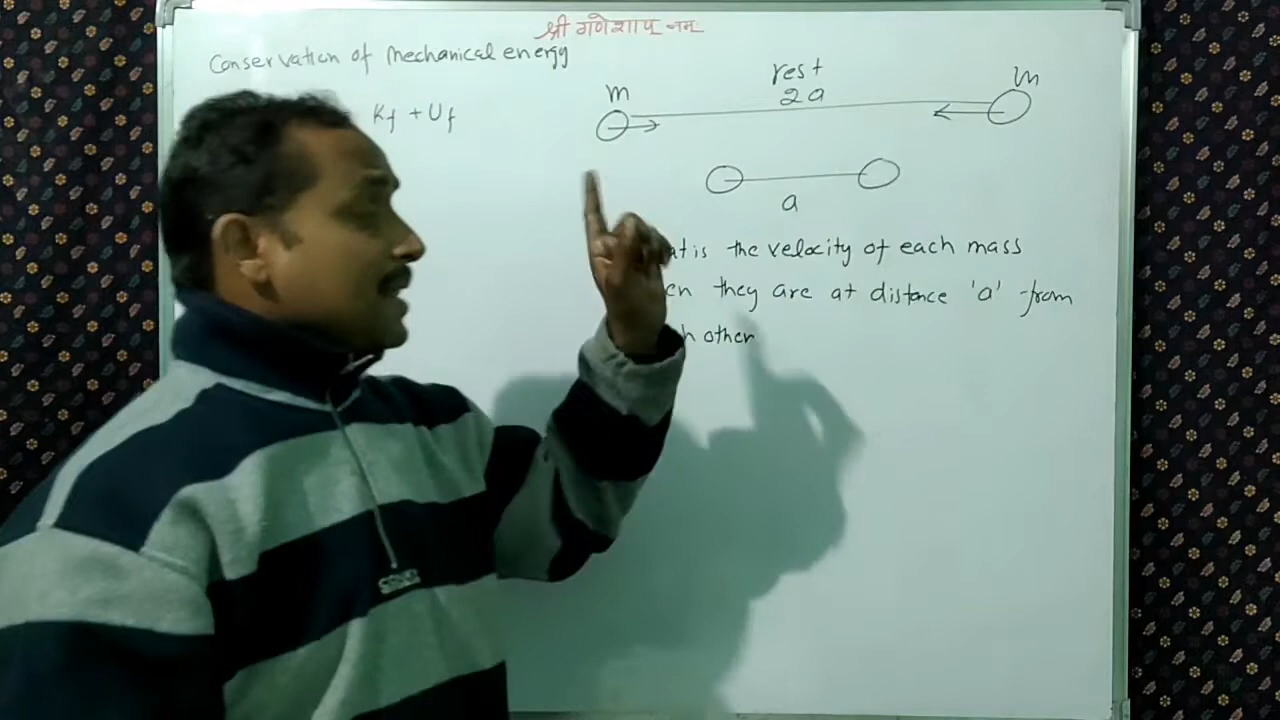 श्री गणेशाय नमः
Conservation of Mechanical energy
Kf + Uf
rest
2a
m
m
a
at is the velocity of each mass
en they are at distance 'a' from
h other